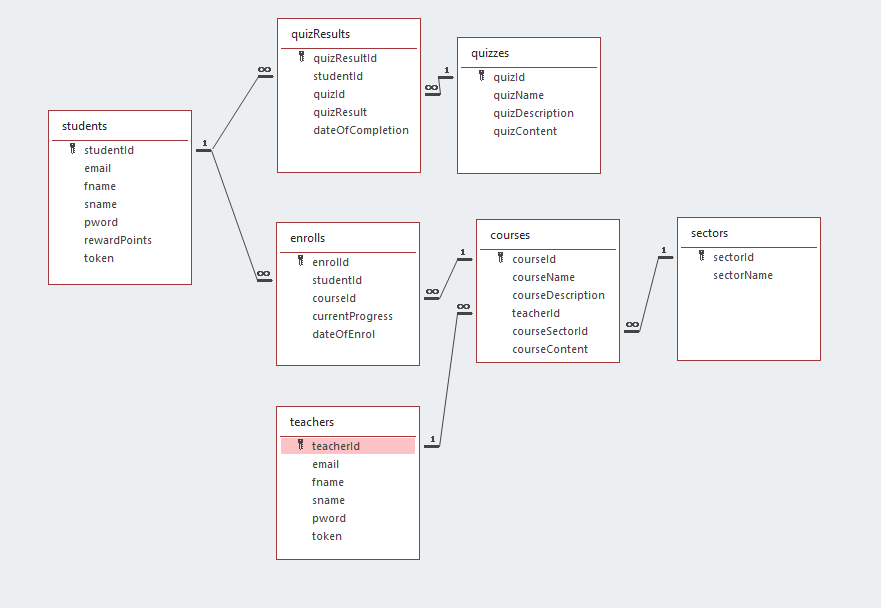 quizResults
quizResultId
studentId
quizId
quizResult
dateOfCompletion
∞
∞
1
quizzes
quizId
quizName
quizDescription
quizContent
students
studentId
email
fname
sname
pword
rewardPoints
token
1
∞
enrolls
enrolId
studentId
courseId
currentProgress
dateOfEnrol
∞
1
∞
courses
courseId
courseName
courseDescription
teacherId
courseSectorId
courseContent
∞
1
sectors
sectorId
sectorName
teachers
teacherId
email
fname
sname
pword
token
1